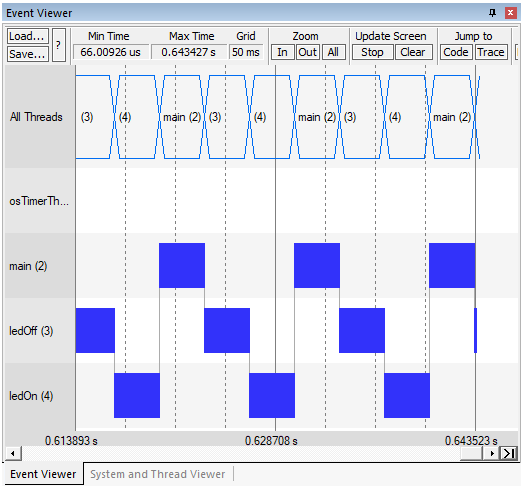 Event Viewer
Load... Min Time Max Time Grid Zoom Update Screen Jump to
Save... ? 66.00926 us 0.643427 s 50 ms In Out All Stop Clear Code Trace
All Threads (3) (4) main (2) (3) (4) main (2) (3) (4) main (2)
osTimerTh...
main (2)
ledOff (3)
ledOn (4)
0.613893 s 0.628708 s 0.643523 s
Event Viewer System and Thread Viewer